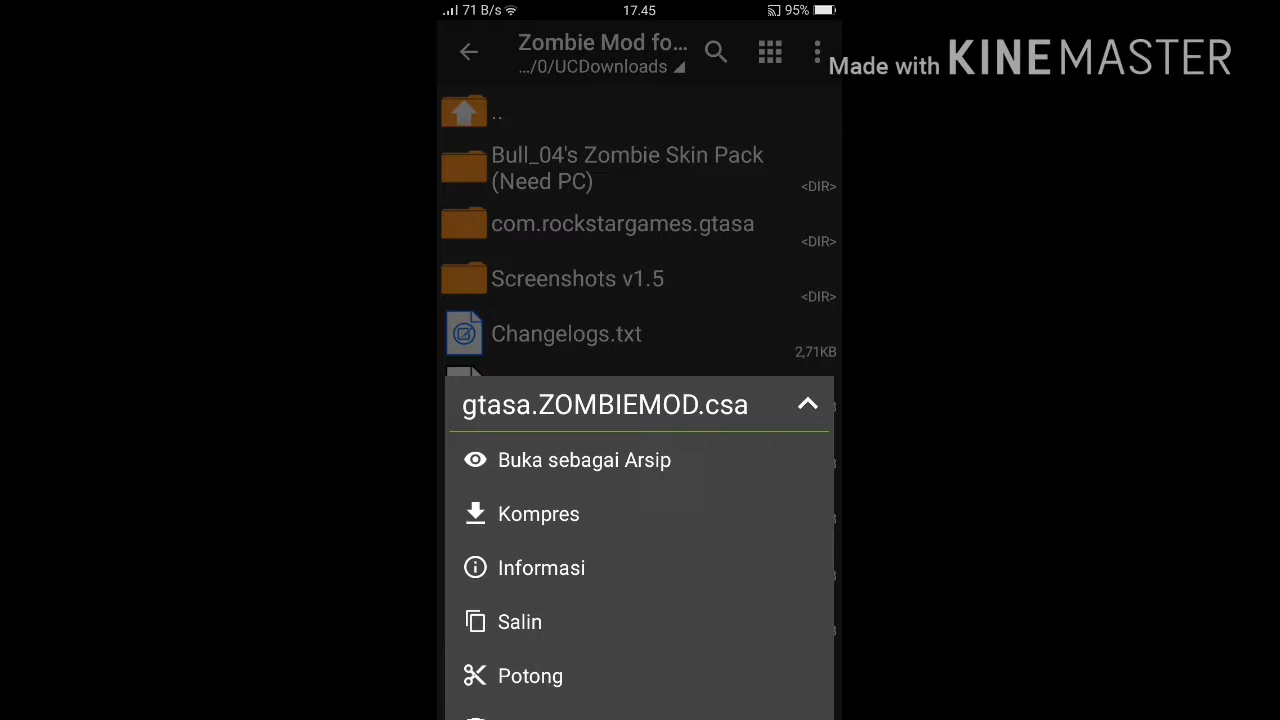 71 B/s
17.45
95%
Zombie Mod fo...
.../0/UCDownloads
Made with KINEMASTER
..
Bull_04's Zombie Skin Pack
(Need PC)
<DIR>
com.rockstargames.gtasa
<DIR>
Screenshots v1.5
<DIR>
Changelogs.txt
2,71KB
gtasa.ZOMBIEMOD.csa
Buka sebagai Arsip
Kompres
Informasi
Salin
Potong